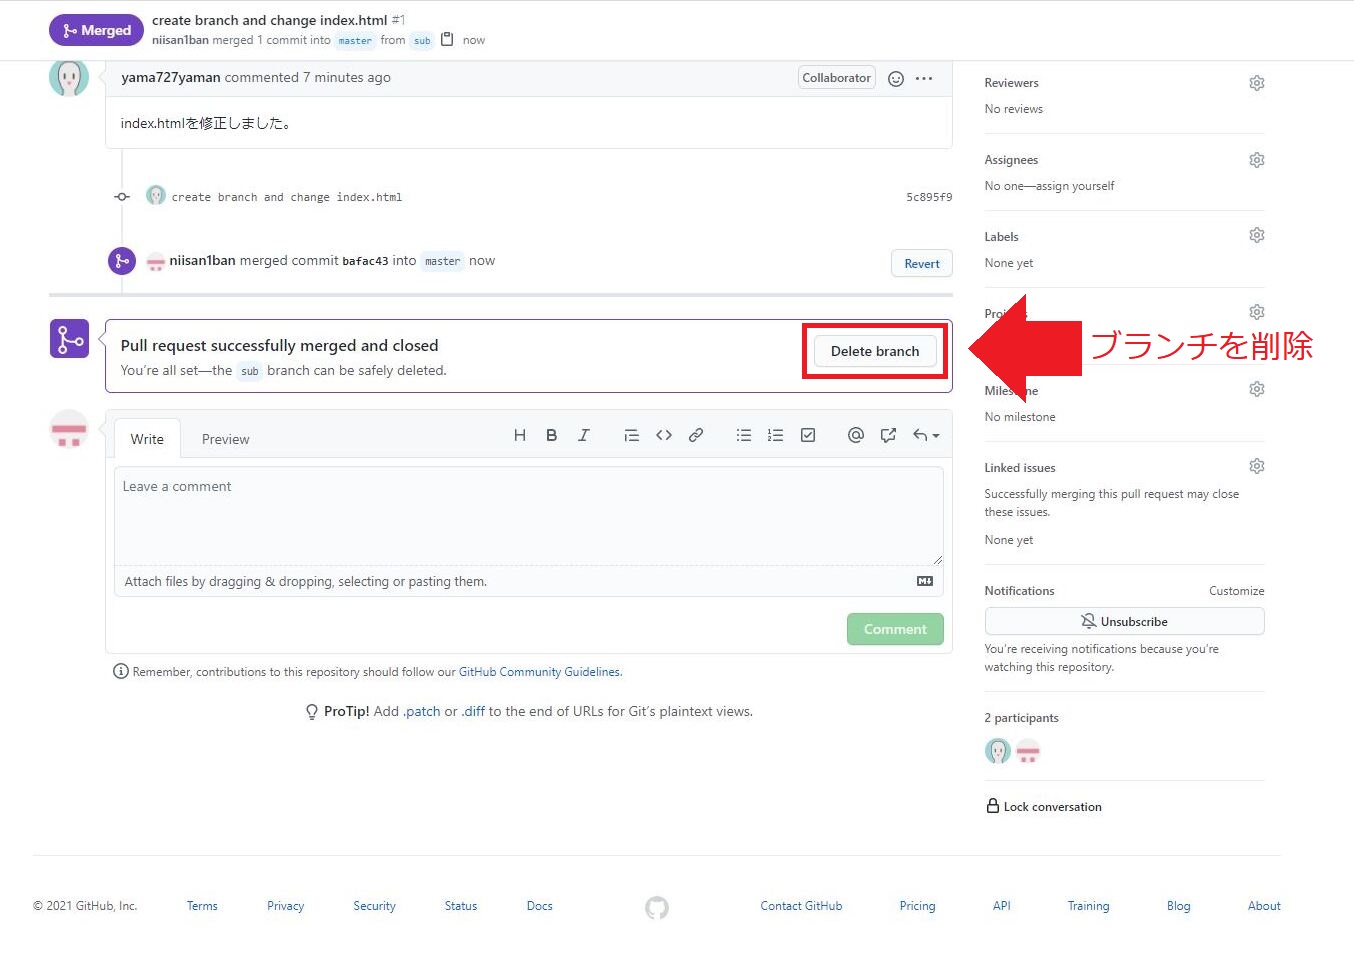 Merged
create branch and change index.html #1
niisan1ban merged 1 commit into master from sub now
yama727yaman commented 7 minutes ago
Collaborator
index.htmlを修正しました。
create branch and change index.html
5c895f9
niisan1ban merged commit bafac43 into master now
Revert
Pull request successfully merged and closed
You're all set—the sub branch can be safely deleted.
Delete branch
ブランチを削除
Write
Preview
Leave a comment
Attach files by dragging & dropping, selecting or pasting them.
Comment
Remember, contributions to this repository should follow our GitHub Community Guidelines.
ProTip! Add .patch or .diff to the end of URLs for Git's plaintext views.
Reviewers
No reviews
Assignees
No one—assign yourself
Labels
None yet
No milestone
Linked issues
Successfully merging this pull request may close
these issues.
None yet
Notifications
Customize
Unsubscribe
You're receiving notifications because you're
watching this repository.
2 participants
Lock conversation
© 2021 GitHub, Inc.
Terms
Privacy
Security
Status
Docs
Contact GitHub
Pricing
API
Training
Blog
About